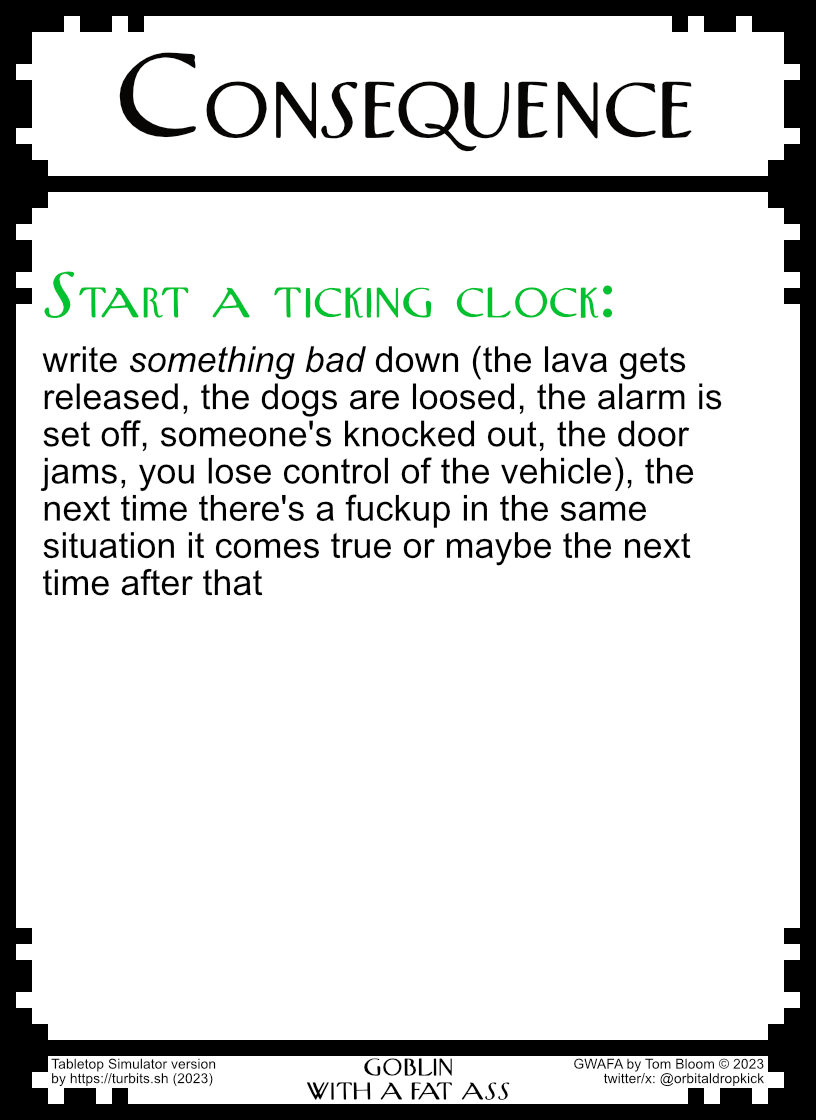 Consequence
Start a ticking clock:
write something bad down (the lava gets
released, the dogs are loosed, the alarm is
set off, someone's knocked out, the door
jams, you lose control of the vehicle), the
next time there's a fuckup in the same
situation it comes true or maybe the next
time after that
Tabletop Simulator version
by https://turbits.sh (2023)
GOBLIN
WITH A FAT ASS
GWAFA by Tom Bloom © 2023
twitter/x: @orbitaldropkick